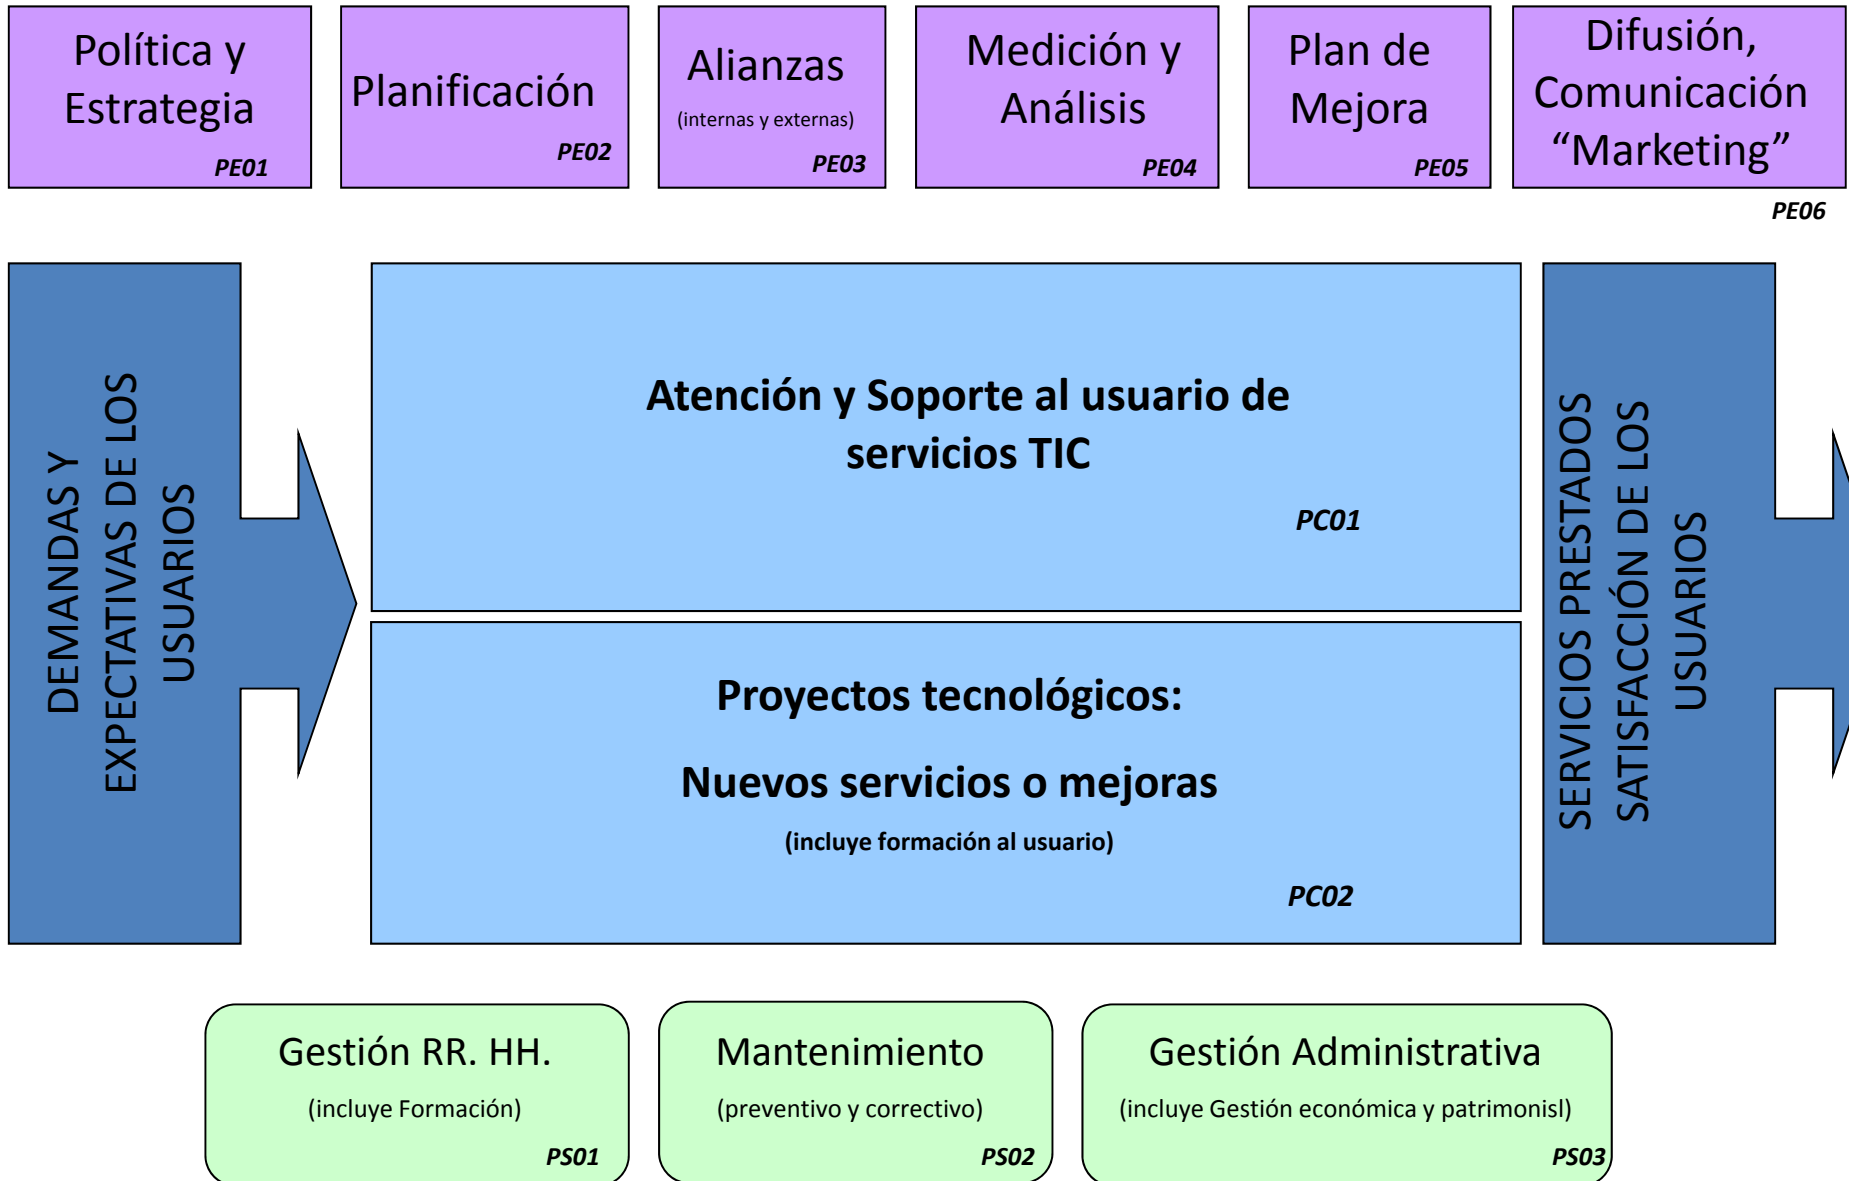 Política y
Estrategia
PE01
Planificación
PE02
Alianzas
(internas y externas)
PE03
Medición y
Análisis
PE04
Plan de
Mejora
PE05
Difusión,
Comunicación
“Marketing”
PE06
DEMANDAS Y
EXPECTATIVAS DE LOS
USUARIOS
Atención y Soporte al usuario de
servicios TIC
PC01
Proyectos tecnológicos:
Nuevos servicios o mejoras
(incluye formación al usuario)
PC02
SERVICIOS PRESTADOS
SATISFACCIÓN DE LOS
USUARIOS
Gestión RR. HH.
(incluye Formación)
PS01
Mantenimiento
(preventivo y correctivo)
PS02
Gestión Administrativa
(incluye Gestión económica y patrimonisl)
PS03